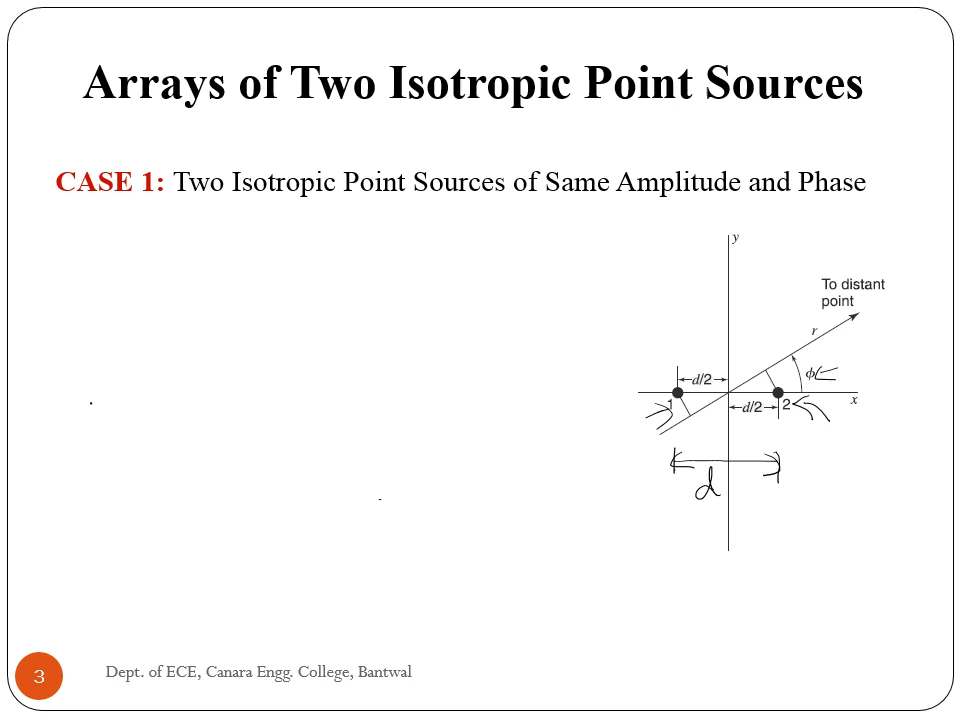 Arrays of Two Isotropic Point Sources
CASE 1: Two Isotropic Point Sources of Same Amplitude and Phase
y
To distant
point
r
d/2
ϕ
1
d/2
2
x
d
3
Dept. of ECE, Canara Engg. College, Bantwal